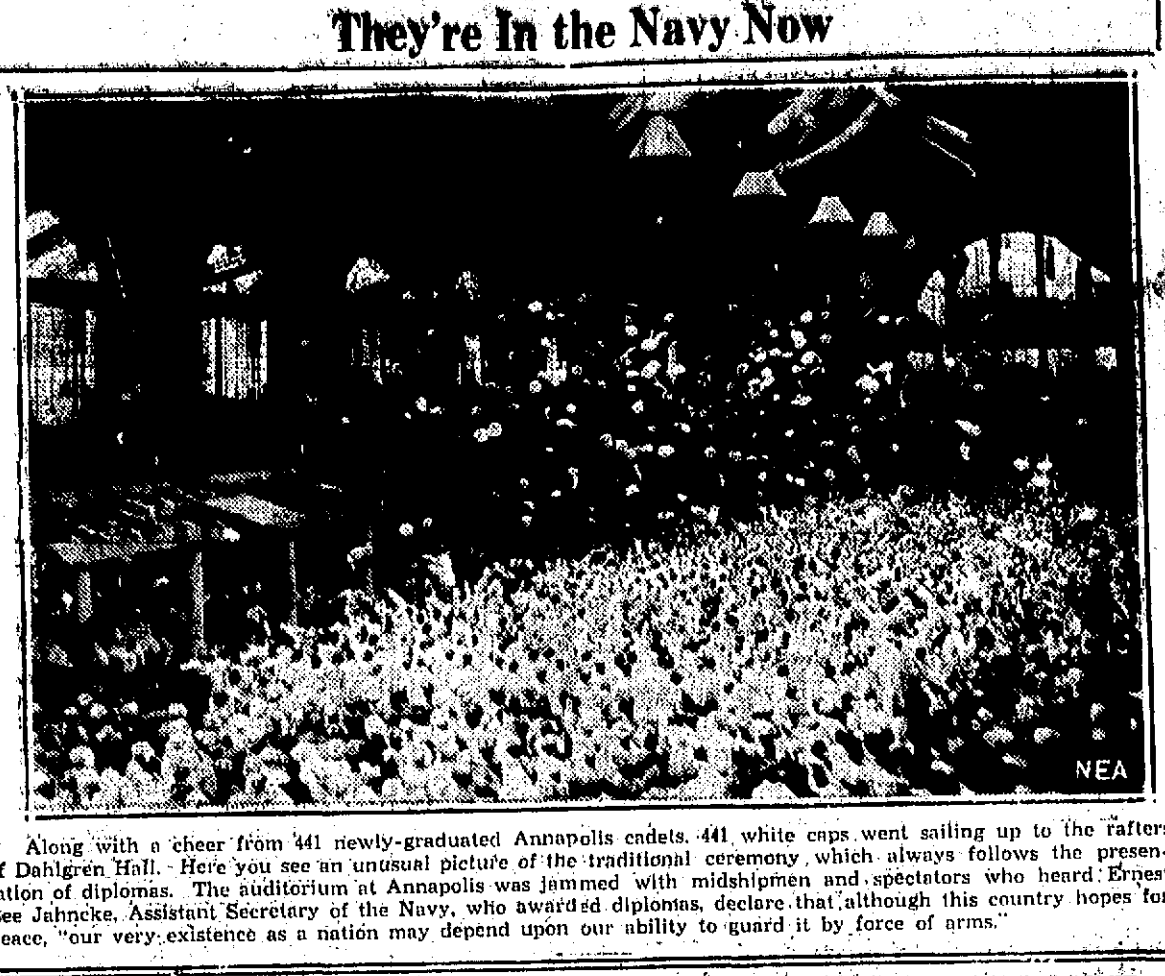 They're In the Navy Now
NEA
Along with a cheer from 441 newly-graduated Annapolis cadets, 441 white caps went sailing up to the rafters
f Dahlgren Hall. Here you see an unusual picture of the traditional ceremony which always follows the presen-
ation of diplomas. The auditorium at Annapolis was jammed with midshipmen and spectators who heard Ernest
ee Jahncke, Assistant Secretary of the Navy, who awarded diplomas, declare that although this country hopes for
eace, "our very existence as a nation may depend upon our ability to guard it by force of arms."